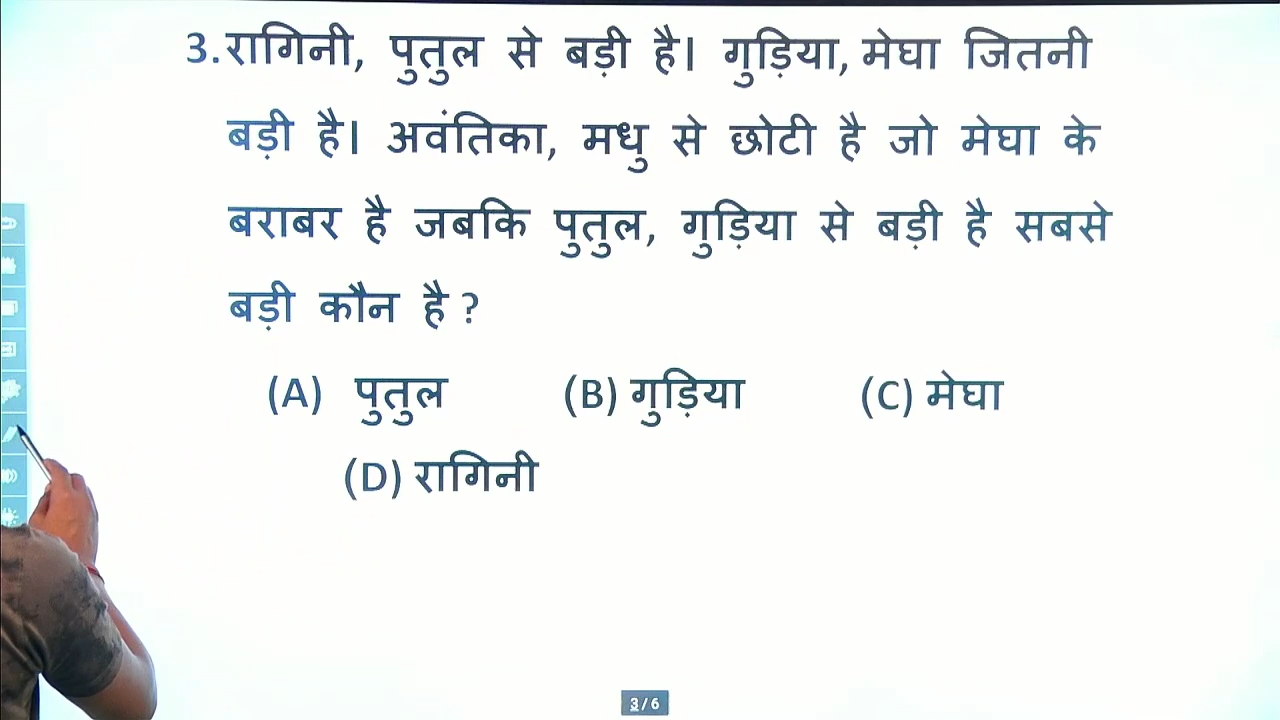 3.रागिनी, पुतुल से बड़ी है। गुड़िया, मेघा जितनी
बड़ी है। अवंतिका, मधु से छोटी है जो मेघा के
बराबर है जबकि पुतुल, गुड़िया से बड़ी है सबसे
बड़ी कौन है ?
(A) पुतुल (B) गुड़िया (C) मेघा
(D) रागिनी
3/6